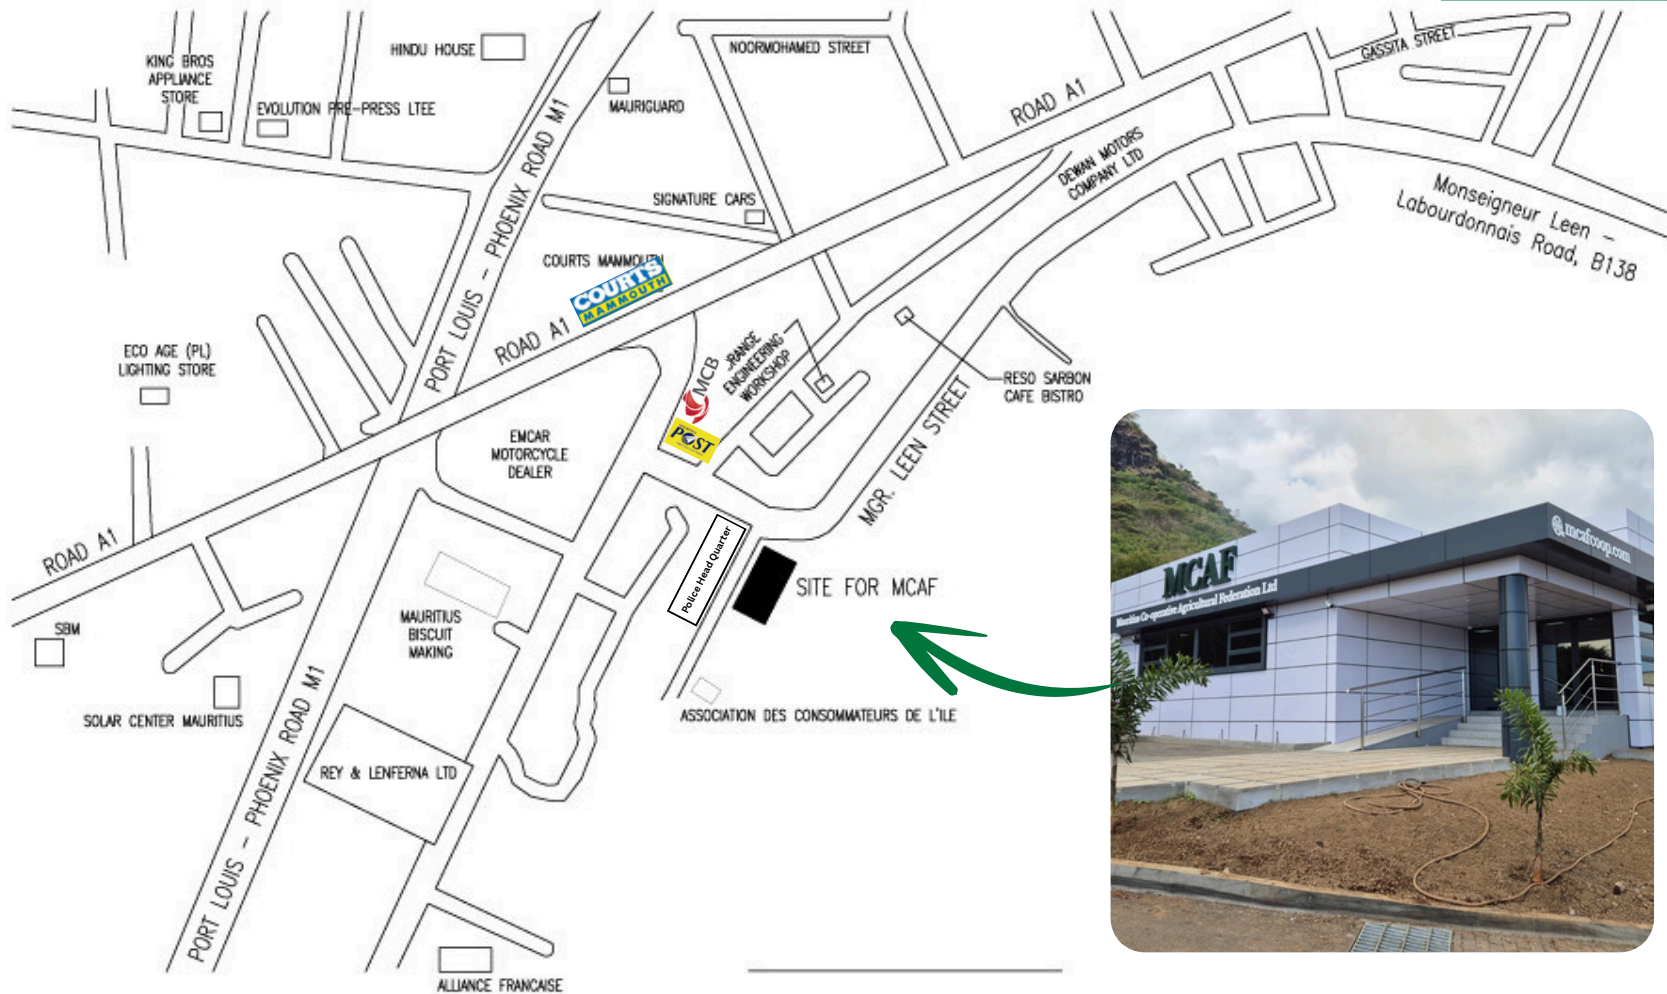 HINDU HOUSE
NOORMOHAMED STREET
GASSITA STREET
KING BROS
APPLIANCE
STORE
EVOLUTION PRE-PRESS LTEE
MAURIGUARD
ROAD A1
PORT LOUIS - PHOENIX ROAD M1
DEWAN MOTORS
COMPANY LTD
SIGNATURE CARS
Monseigneur Leen -
Labourdonnais Road, B138
COURTS MAMMOUTH
COURTS
MAMMOUTH
ROAD A1
ECO AGE (PL)
LIGHTING STORE
MCB
RANGE
ENGINEERING
WORKSHOP
RESO SARBON
CAFE BISTRO
POST
EMCAR
MOTORCYCLE
DEALER
MGR. LEEN STREET
ROAD A1
Police Head Quarter
SITE FOR MCAF
MAURITIUS
BISCUIT
MAKING
SBM
SOLAR CENTER MAURITIUS
ASSOCIATION DES CONSOMMATEURS DE L'ILE
PORT LOUIS - PHOENIX ROAD M1
REY & LENFERNA LTD
ALLIANCE FRANCAISE
mcafcoop.com
MCAF
Mauritius Co-operative Agricultural Federation Ltd